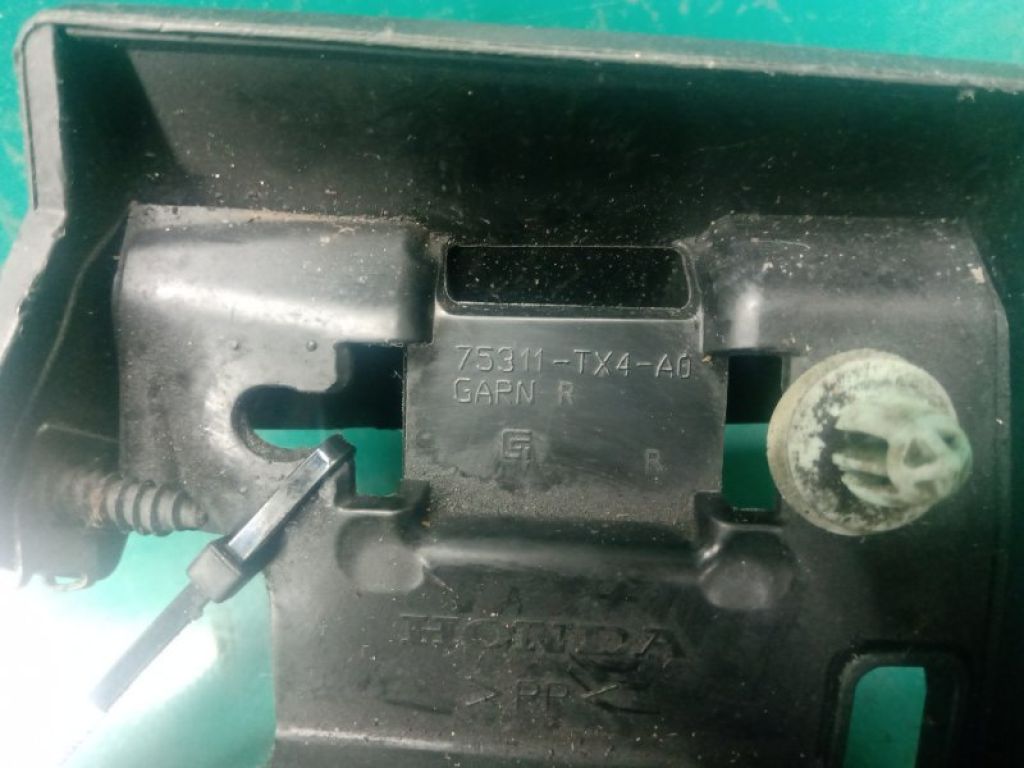 75311-TX4-A0
GARN R
R
HONDA
>PP<